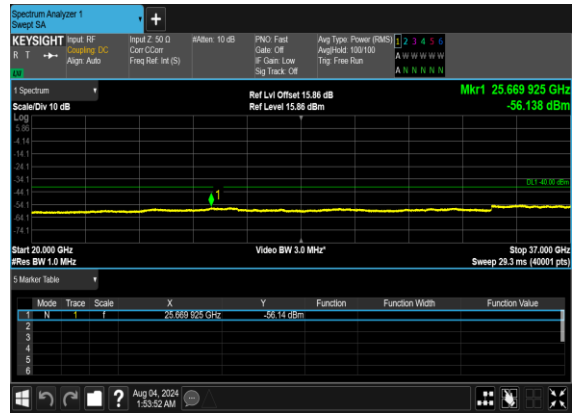 Spectrum Analyzer 1
Swept SA
+
KEYSIGHT Input: RF Input Z: 50 Ω #Atten: 10 dB PNO: Fast Avg Type: Power (RMS) 1 2 3 4 5 6
R T Coupling: DC Corr CCorr Gate: Off Avg|Hold: 100/100 A W W W W W
Align: Auto Freq Ref: Int (S) IF Gain: Low Trig: Free Run
Sig Track: Off A N N N N N
1 Spectrum Ref Lvl Offset 15.86 dB Mkr1 25.669 925 GHz
Scale/Div 10 dB Ref Level 15.86 dBm -56.138 dBm
Log
5.86
-4.14
-14.1
-24.1
-34.1
DL1 -40.00 dBm
-44.1
1
-54.1
-64.1
-74.1
Start 20.000 GHz Video BW 3.0 MHz* Stop 37.000 GHz
#Res BW 1.0 MHz Sweep 29.3 ms (40001 pts)
5 Marker Table
Mode Trace Scale X Y Function Function Width Function Value
1 N 1 f 25.669 925 GHz -56.14 dBm
2
3
4
5
6
? Aug 04, 2024
1:53:52 AM